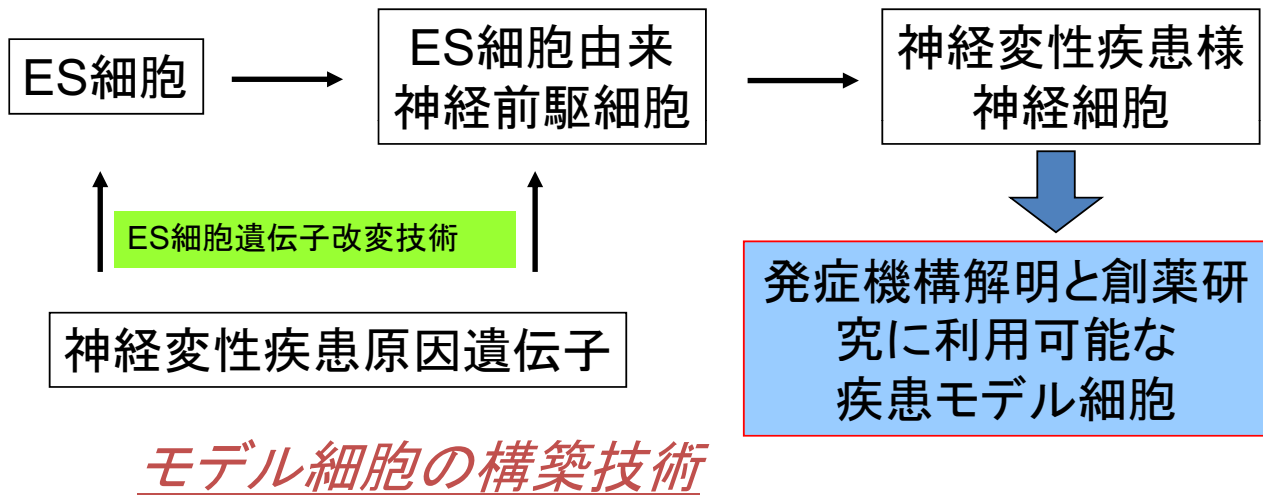 ES細胞
ES細胞由来
神経前駆細胞
神経変性疾患様
神経細胞
ES細胞遺伝子改変技術
神経変性疾患原因遺伝子
発症機構解明と創薬研
究に利用可能な
疾患モデル細胞
モデル細胞の構築技術